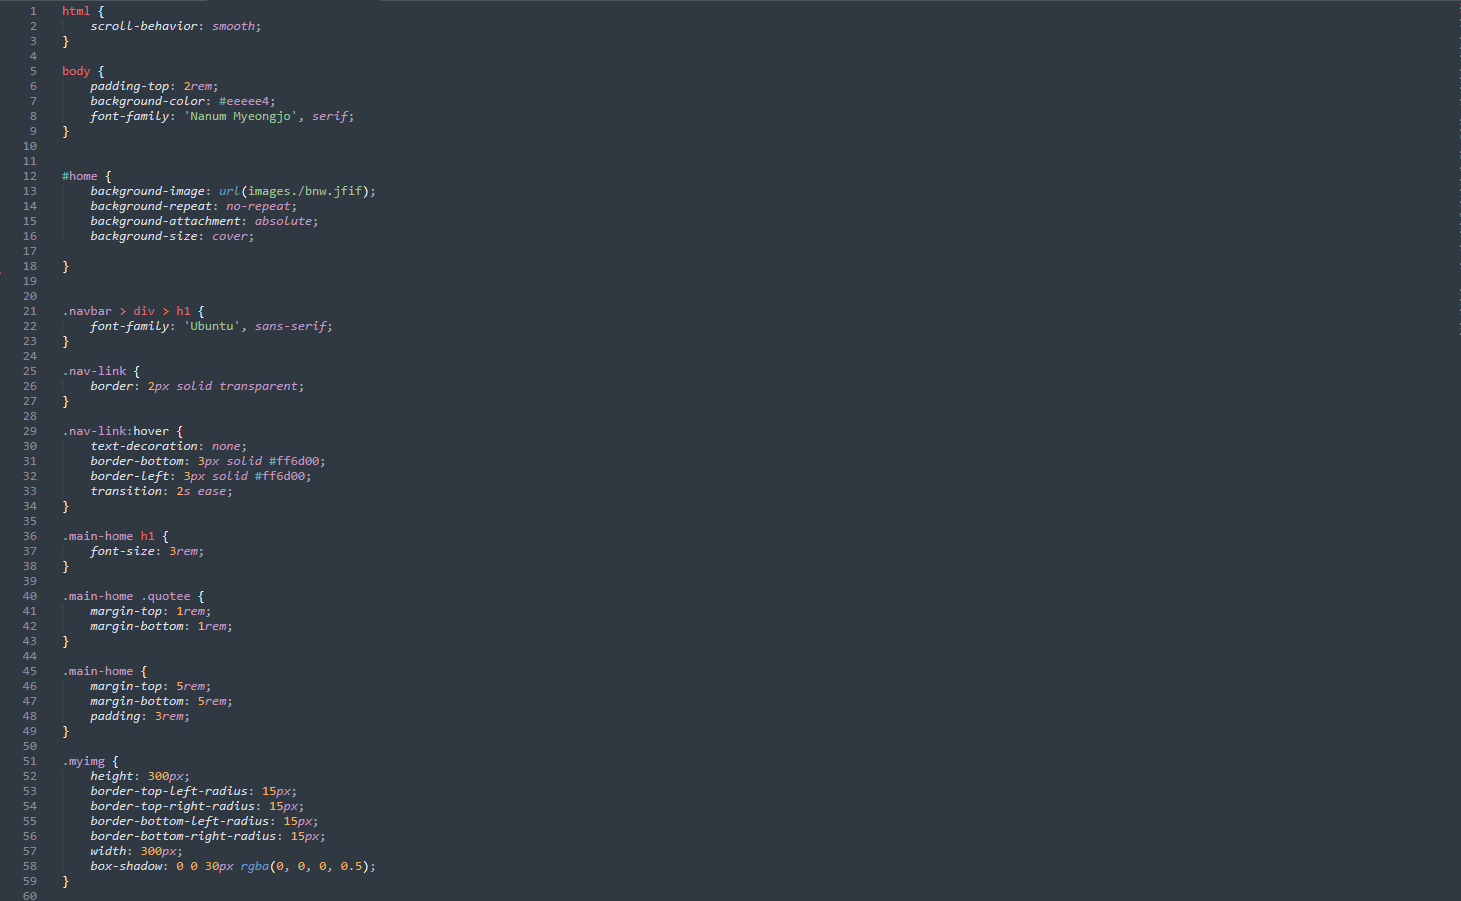 1 html {
2 scroll-behavior: smooth;
3 }
4
5 body {
6 padding-top: 2rem;
7 background-color: #eeeee4;
8 font-family: 'Nanum Myeongjo', serif;
9 }
10
11
12 #home {
13 background-image: url(images./bnw.jfif);
14 background-repeat: no-repeat;
15 background-attachment: absolute;
16 background-size: cover;
17
18 }
19
20
21 .navbar > div > h1 {
22 font-family: 'Ubuntu', sans-serif;
23 }
24
25 .nav-link {
26 border: 2px solid transparent;
27 }
28
29 .nav-link:hover {
30 text-decoration: none;
31 border-bottom: 3px solid #ff6d00;
32 border-left: 3px solid #ff6d00;
33 transition: 2s ease;
34 }
35
36 .main-home h1 {
37 font-size: 3rem;
38 }
39
40 .main-home .quotee {
41 margin-top: 1rem;
42 margin-bottom: 1rem;
43 }
44
45 .main-home {
46 margin-top: 5rem;
47 margin-bottom: 5rem;
48 padding: 3rem;
49 }
50
51 .myimg {
52 height: 300px;
53 border-top-left-radius: 15px;
54 border-top-right-radius: 15px;
55 border-bottom-left-radius: 15px;
56 border-bottom-right-radius: 15px;
57 width: 300px;
58 box-shadow: 0 0 30px rgba(0, 0, 0, 0.5);
59 }
60